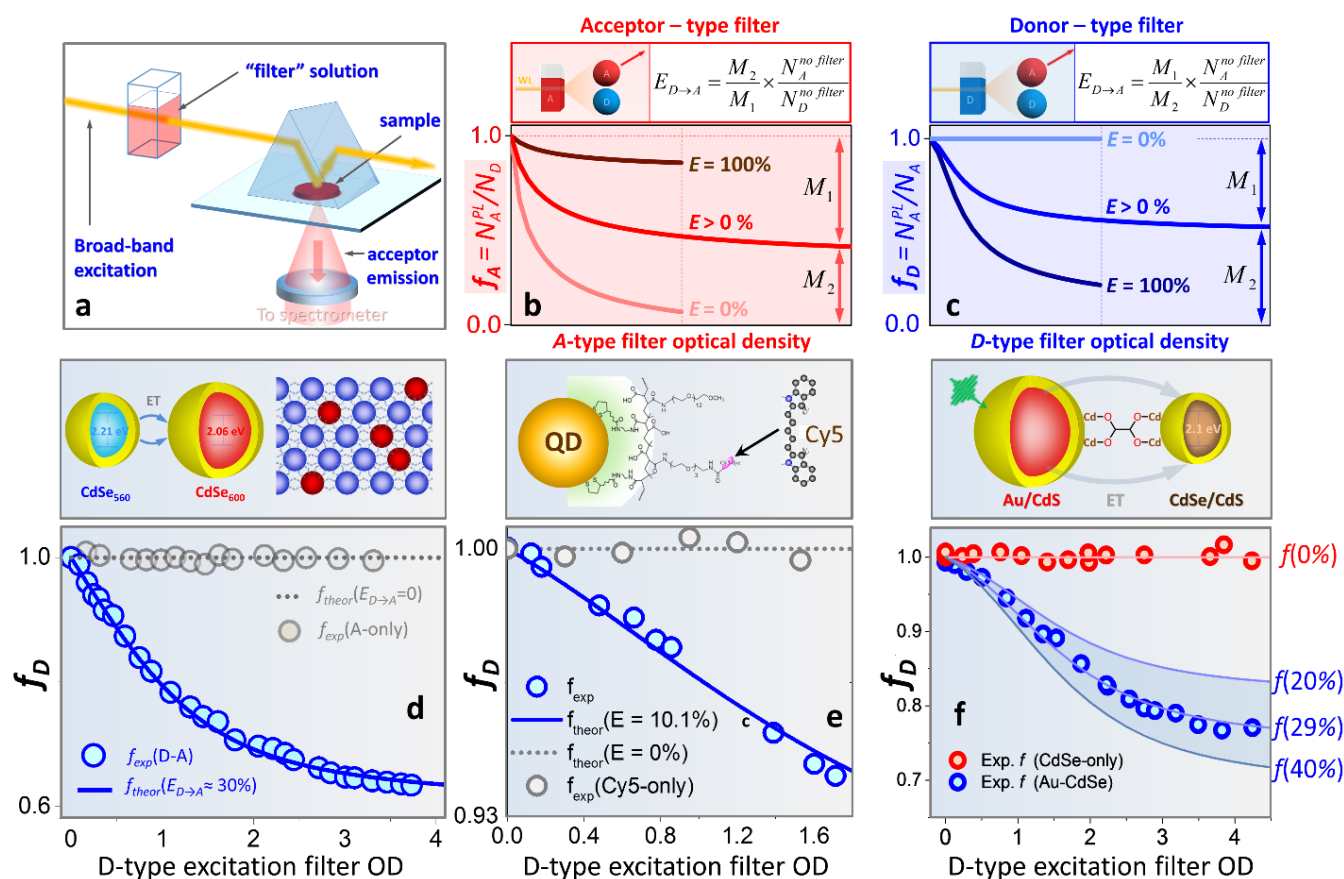 “filter” solution
sample
Broad-band
excitation
acceptor
emission
To spectrometer
a
Acceptor – type filter
WL
A
A
D
E_{D→A} = M_2/M_1 × N_A^{no filter}/N_D^{no filter}
1.0
f_A = N_A^{PL}/N_D
0.0
E = 100%
E > 0 %
E = 0%
M_1
M_2
b
A-type filter optical density
Donor – type filter
D
A
D
E_{D→A} = M_1/M_2 × N_A^{no filter}/N_D^{no filter}
1.0
f_D = N_A^{PL}/N_A
0.0
E = 0%
E > 0 %
E = 100%
M_1
M_2
c
D-type filter optical density
ET
2.21 eV
2.06 eV
CdSe_560
CdSe_600
1.0
f_D
0.6
f_theor(E_{D→A}=0)
f_exp(A-only)
d
f_exp(D-A)
f_theor(E_{D→A} ≈ 30%)
0 1 2 3 4
D-type excitation filter OD
QD
Cy5
1.00
f_D
0.93
f_exp
f_theor(E = 10.1%)
c
e
f_theor(E = 0%)
f_exp(Cy5-only)
0.0 0.4 0.8 1.2 1.6
D-type excitation filter OD
Cd–O O–Cd
Cd–O O–Cd
2.1 eV
Au/CdS
ET
CdSe/CdS
1.0
0.9
0.8
0.7
f_D
f(0%)
f(20%)
f(29%)
f(40%)
f
Exp. f (CdSe-only)
Exp. f (Au-CdSe)
0 1 2 3 4
D-type excitation filter OD